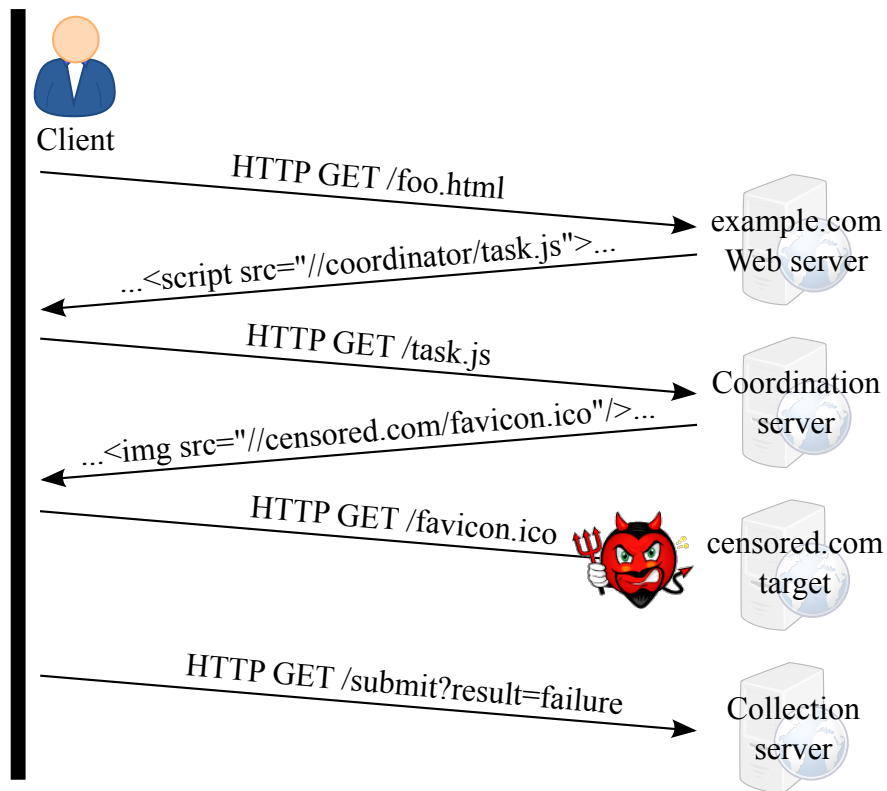 Client
HTTP GET /foo.html
example.com
Web server
...<script src="//coordinator/task.js">...
HTTP GET /task.js
Coordination
server
...<img src="//censored.com/favicon.ico"/>...
HTTP GET /favicon.ico
censored.com
target
HTTP GET /submit?result=failure
Collection
server